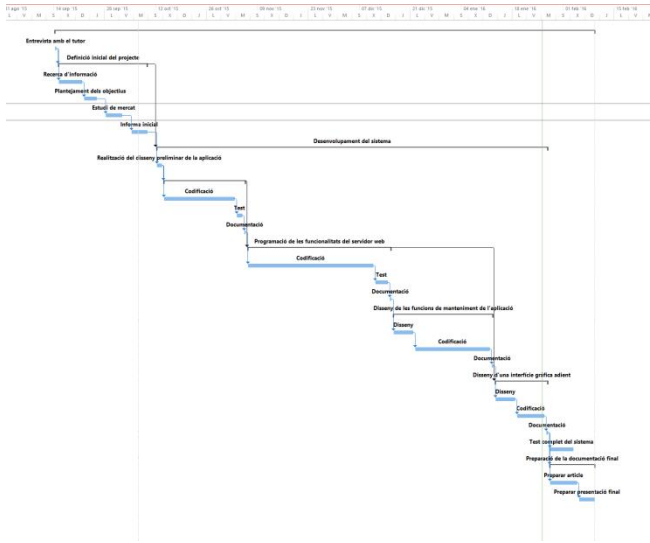 31 ago '15 14 sep '15 28 sep '15 12 oct '15 26 oct '15 09 nov '15 23 nov '15 07 dic '15 21 dic '15 04 ene '16 18 ene '16 01 feb '16 15 feb '16
Entrevista amb el tutor
Definició inicial del projecte
Recerca d'informació
Plantejament dels objectius
Estudi de mercat
Informe inicial
Desenvolupament del sistema
Realització del disseny preliminar de la aplicació
Codificació
Test
Documentació
Programació de les funcionalitats del servidor web
Codificació
Test
Documentació
Disseny de les funcions de manteniment de l'aplicació
Disseny
Codificació
Documentació
Disseny d'una interfície gràfica adient
Disseny
Codificació
Documentació
Test complet del sistema
Preparació de la documentació final
Preparar article
Preparar presentació final